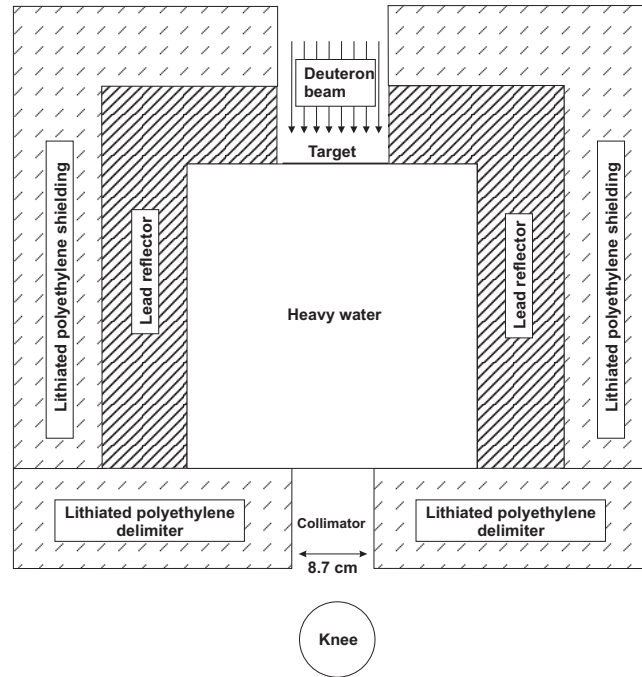 Deuteron
beam
Target
Lithiated polyethylene shielding
Lead reflector
Heavy water
Lead reflector
Lithiated polyethylene shielding
Lithiated polyethylene
delimiter
Collimator
8.7 cm
Lithiated polyethylene
delimiter
Knee